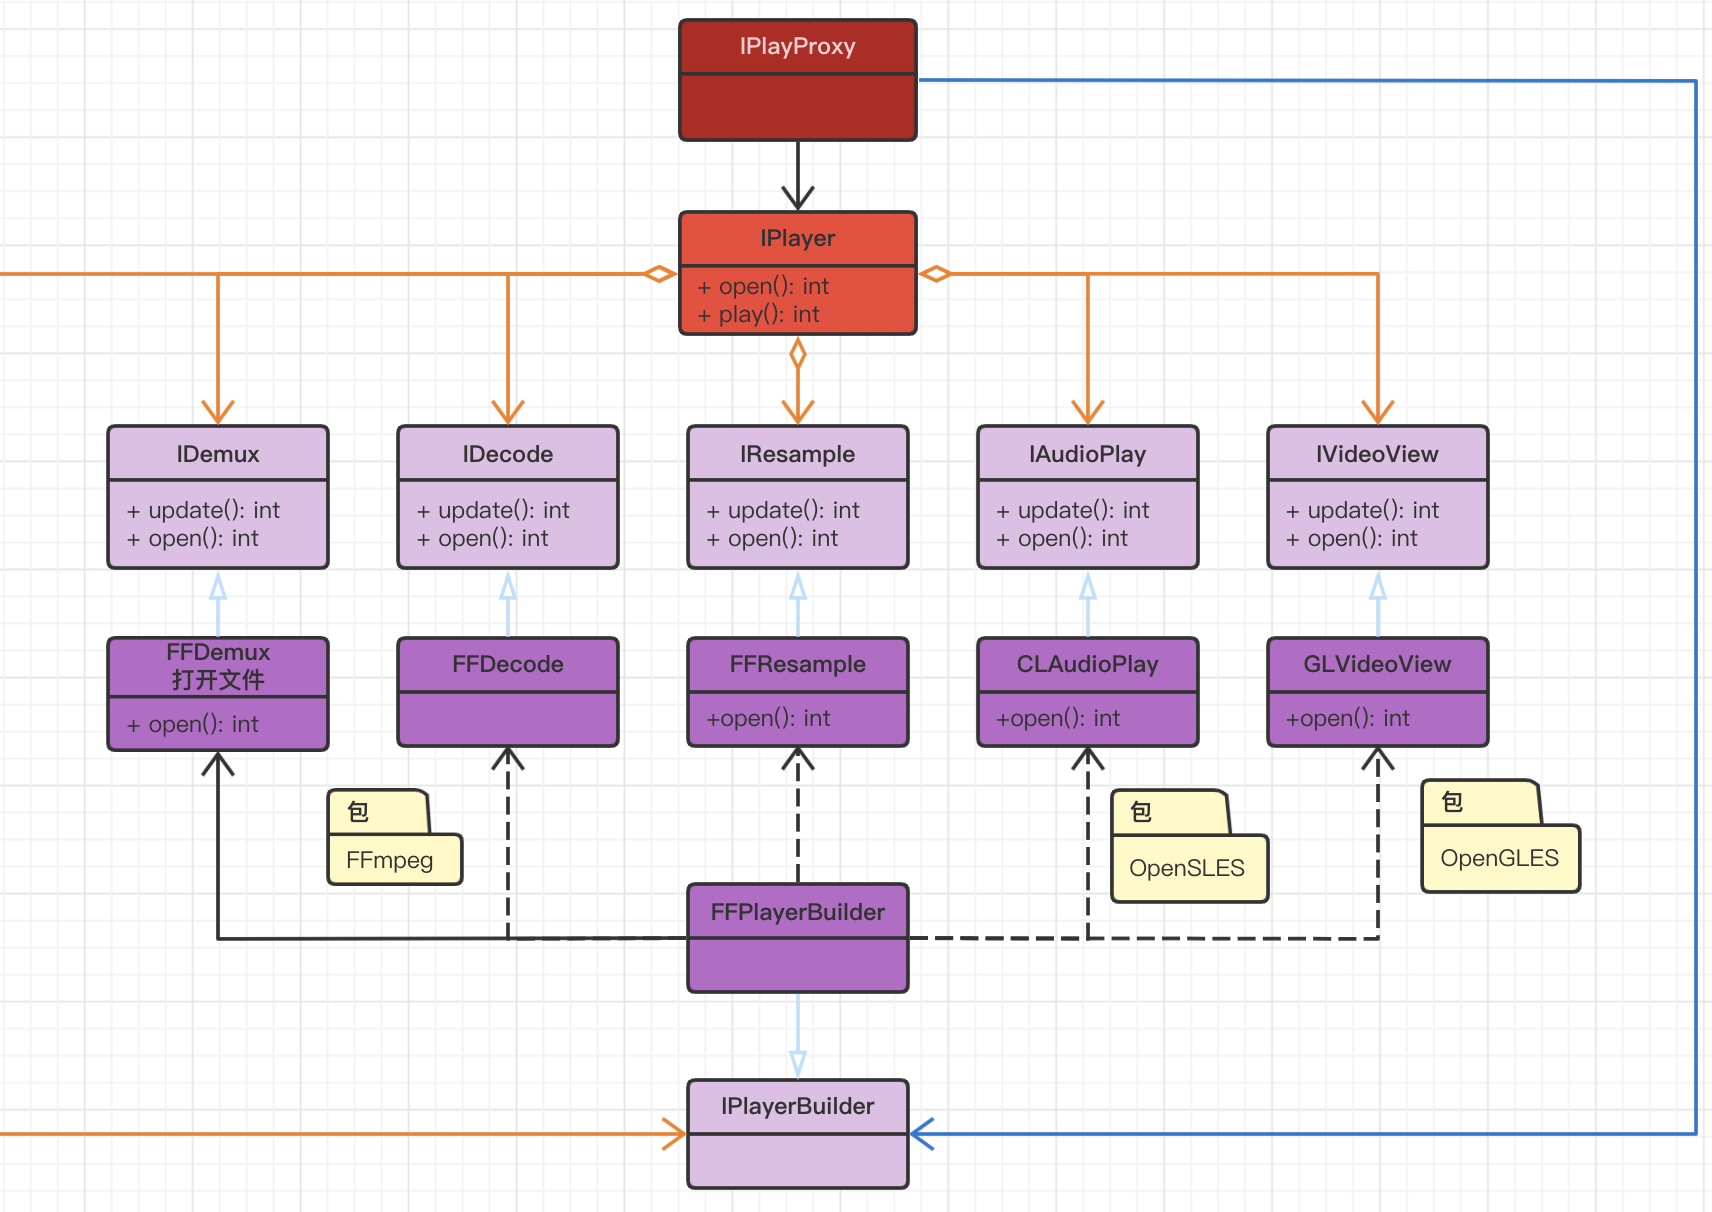 IPlayProxy
IPlayer
+ open(): int
+ play(): int
IDemux
+ update(): int
+ open(): int
IDecode
+ update(): int
+ open(): int
IResample
+ update(): int
+ open(): int
IAudioPlay
+ update(): int
+ open(): int
IVideoView
+ update(): int
+ open(): int
FFDemux
打开文件
+ open(): int
FFDecode
FFResample
+open(): int
CLAudioPlay
+open(): int
GLVideoView
+open(): int
包
FFmpeg
包
OpenSLES
包
OpenGLES
FFPlayerBuilder
IPlayerBuilder